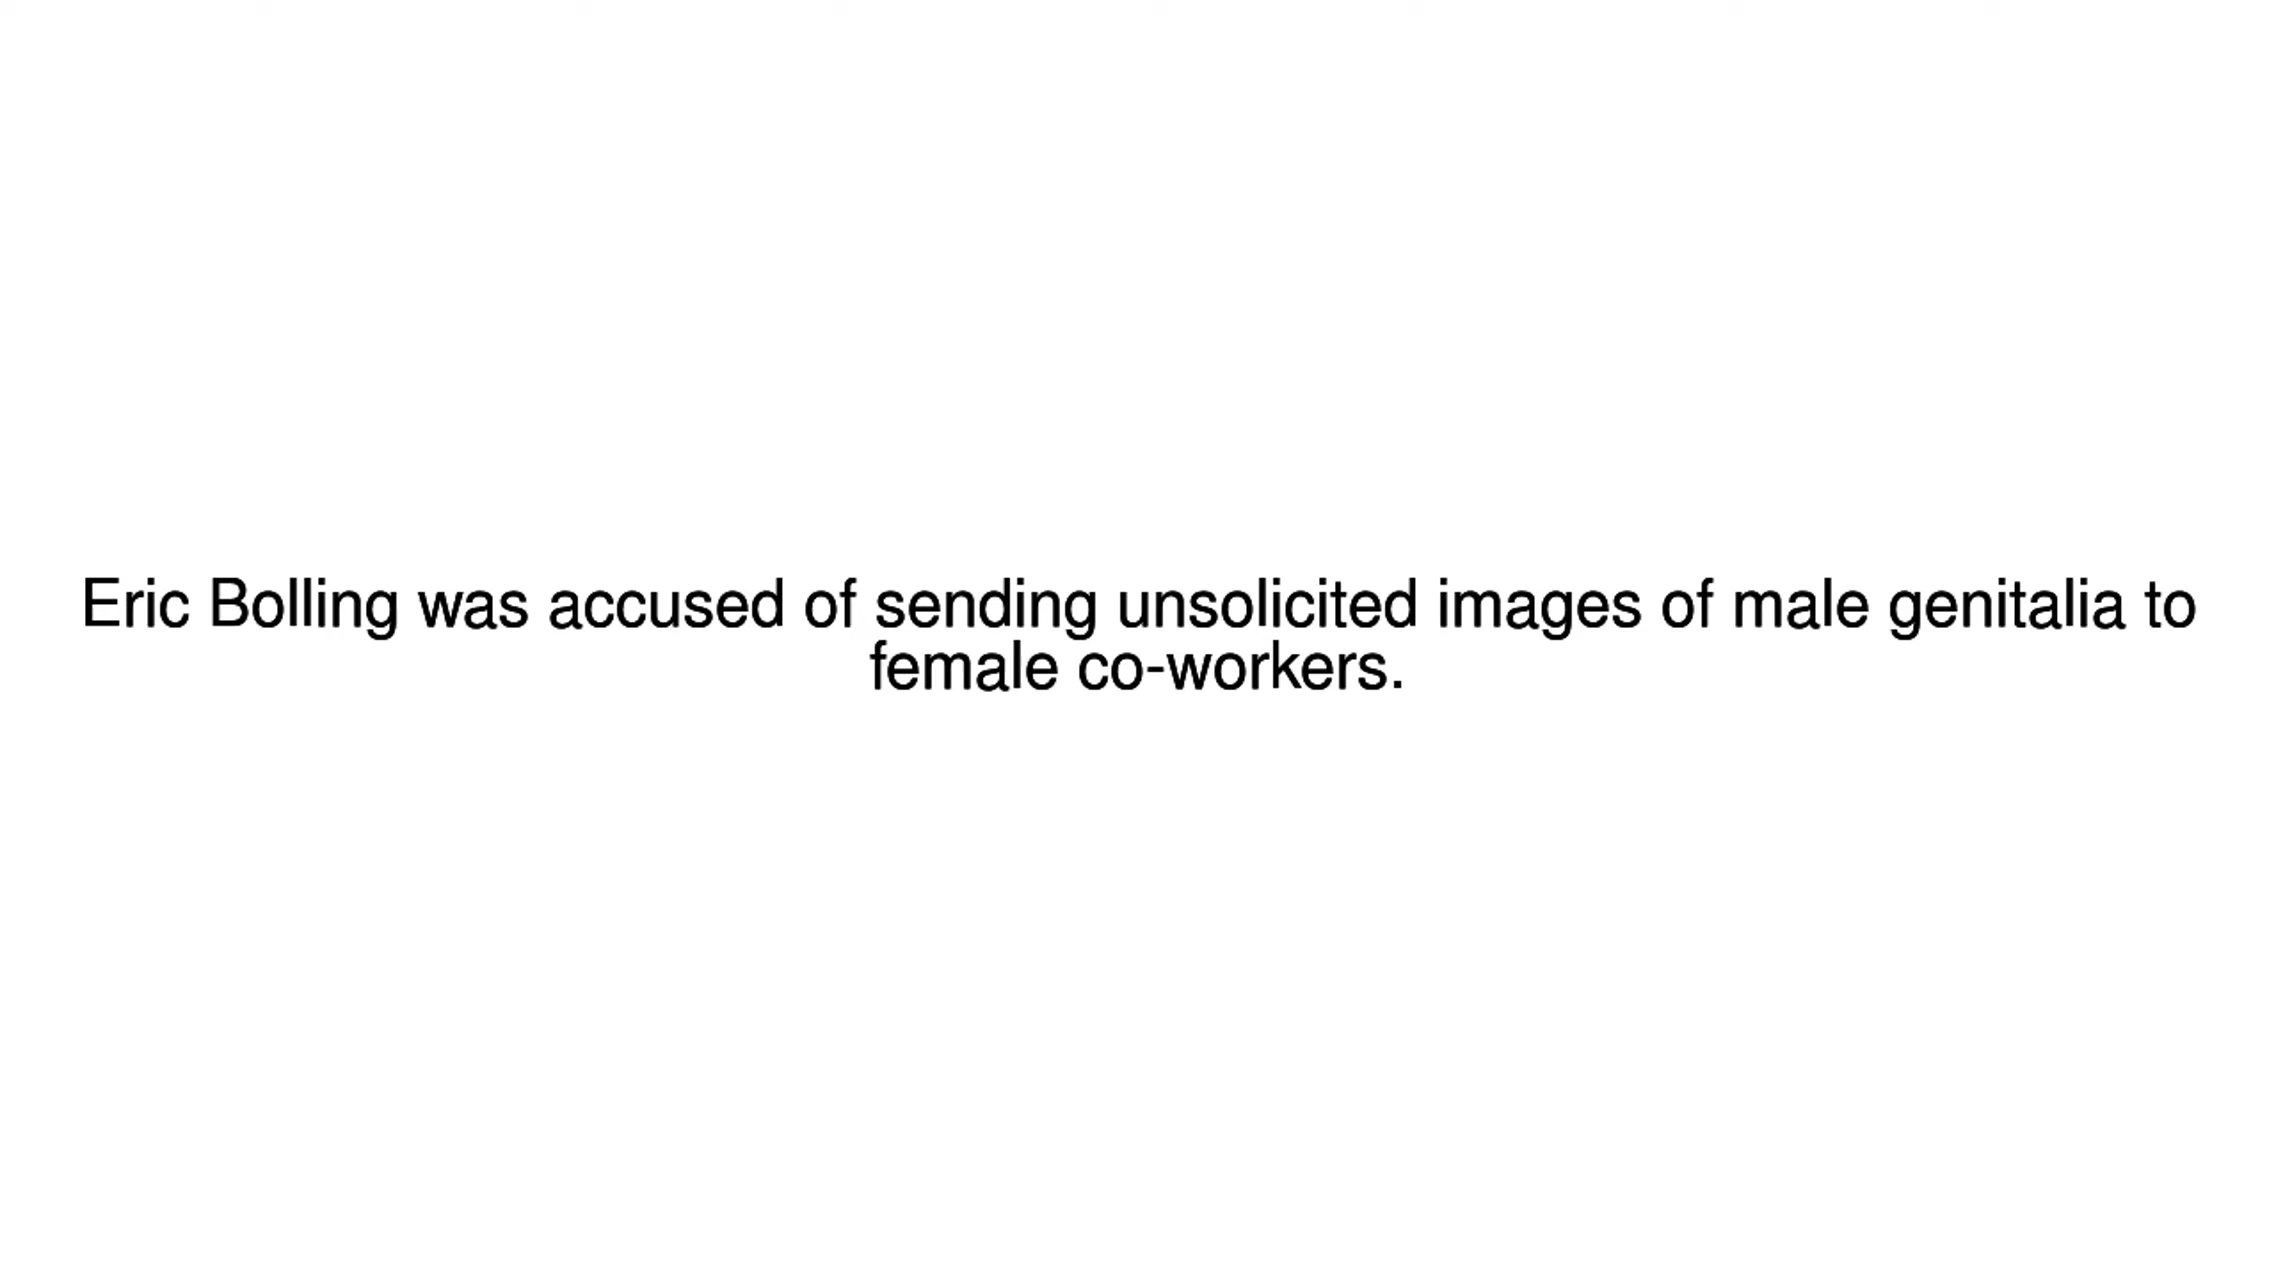 Eric Bolling was accused of sending unsolicited images of male genitalia to
female co-workers.